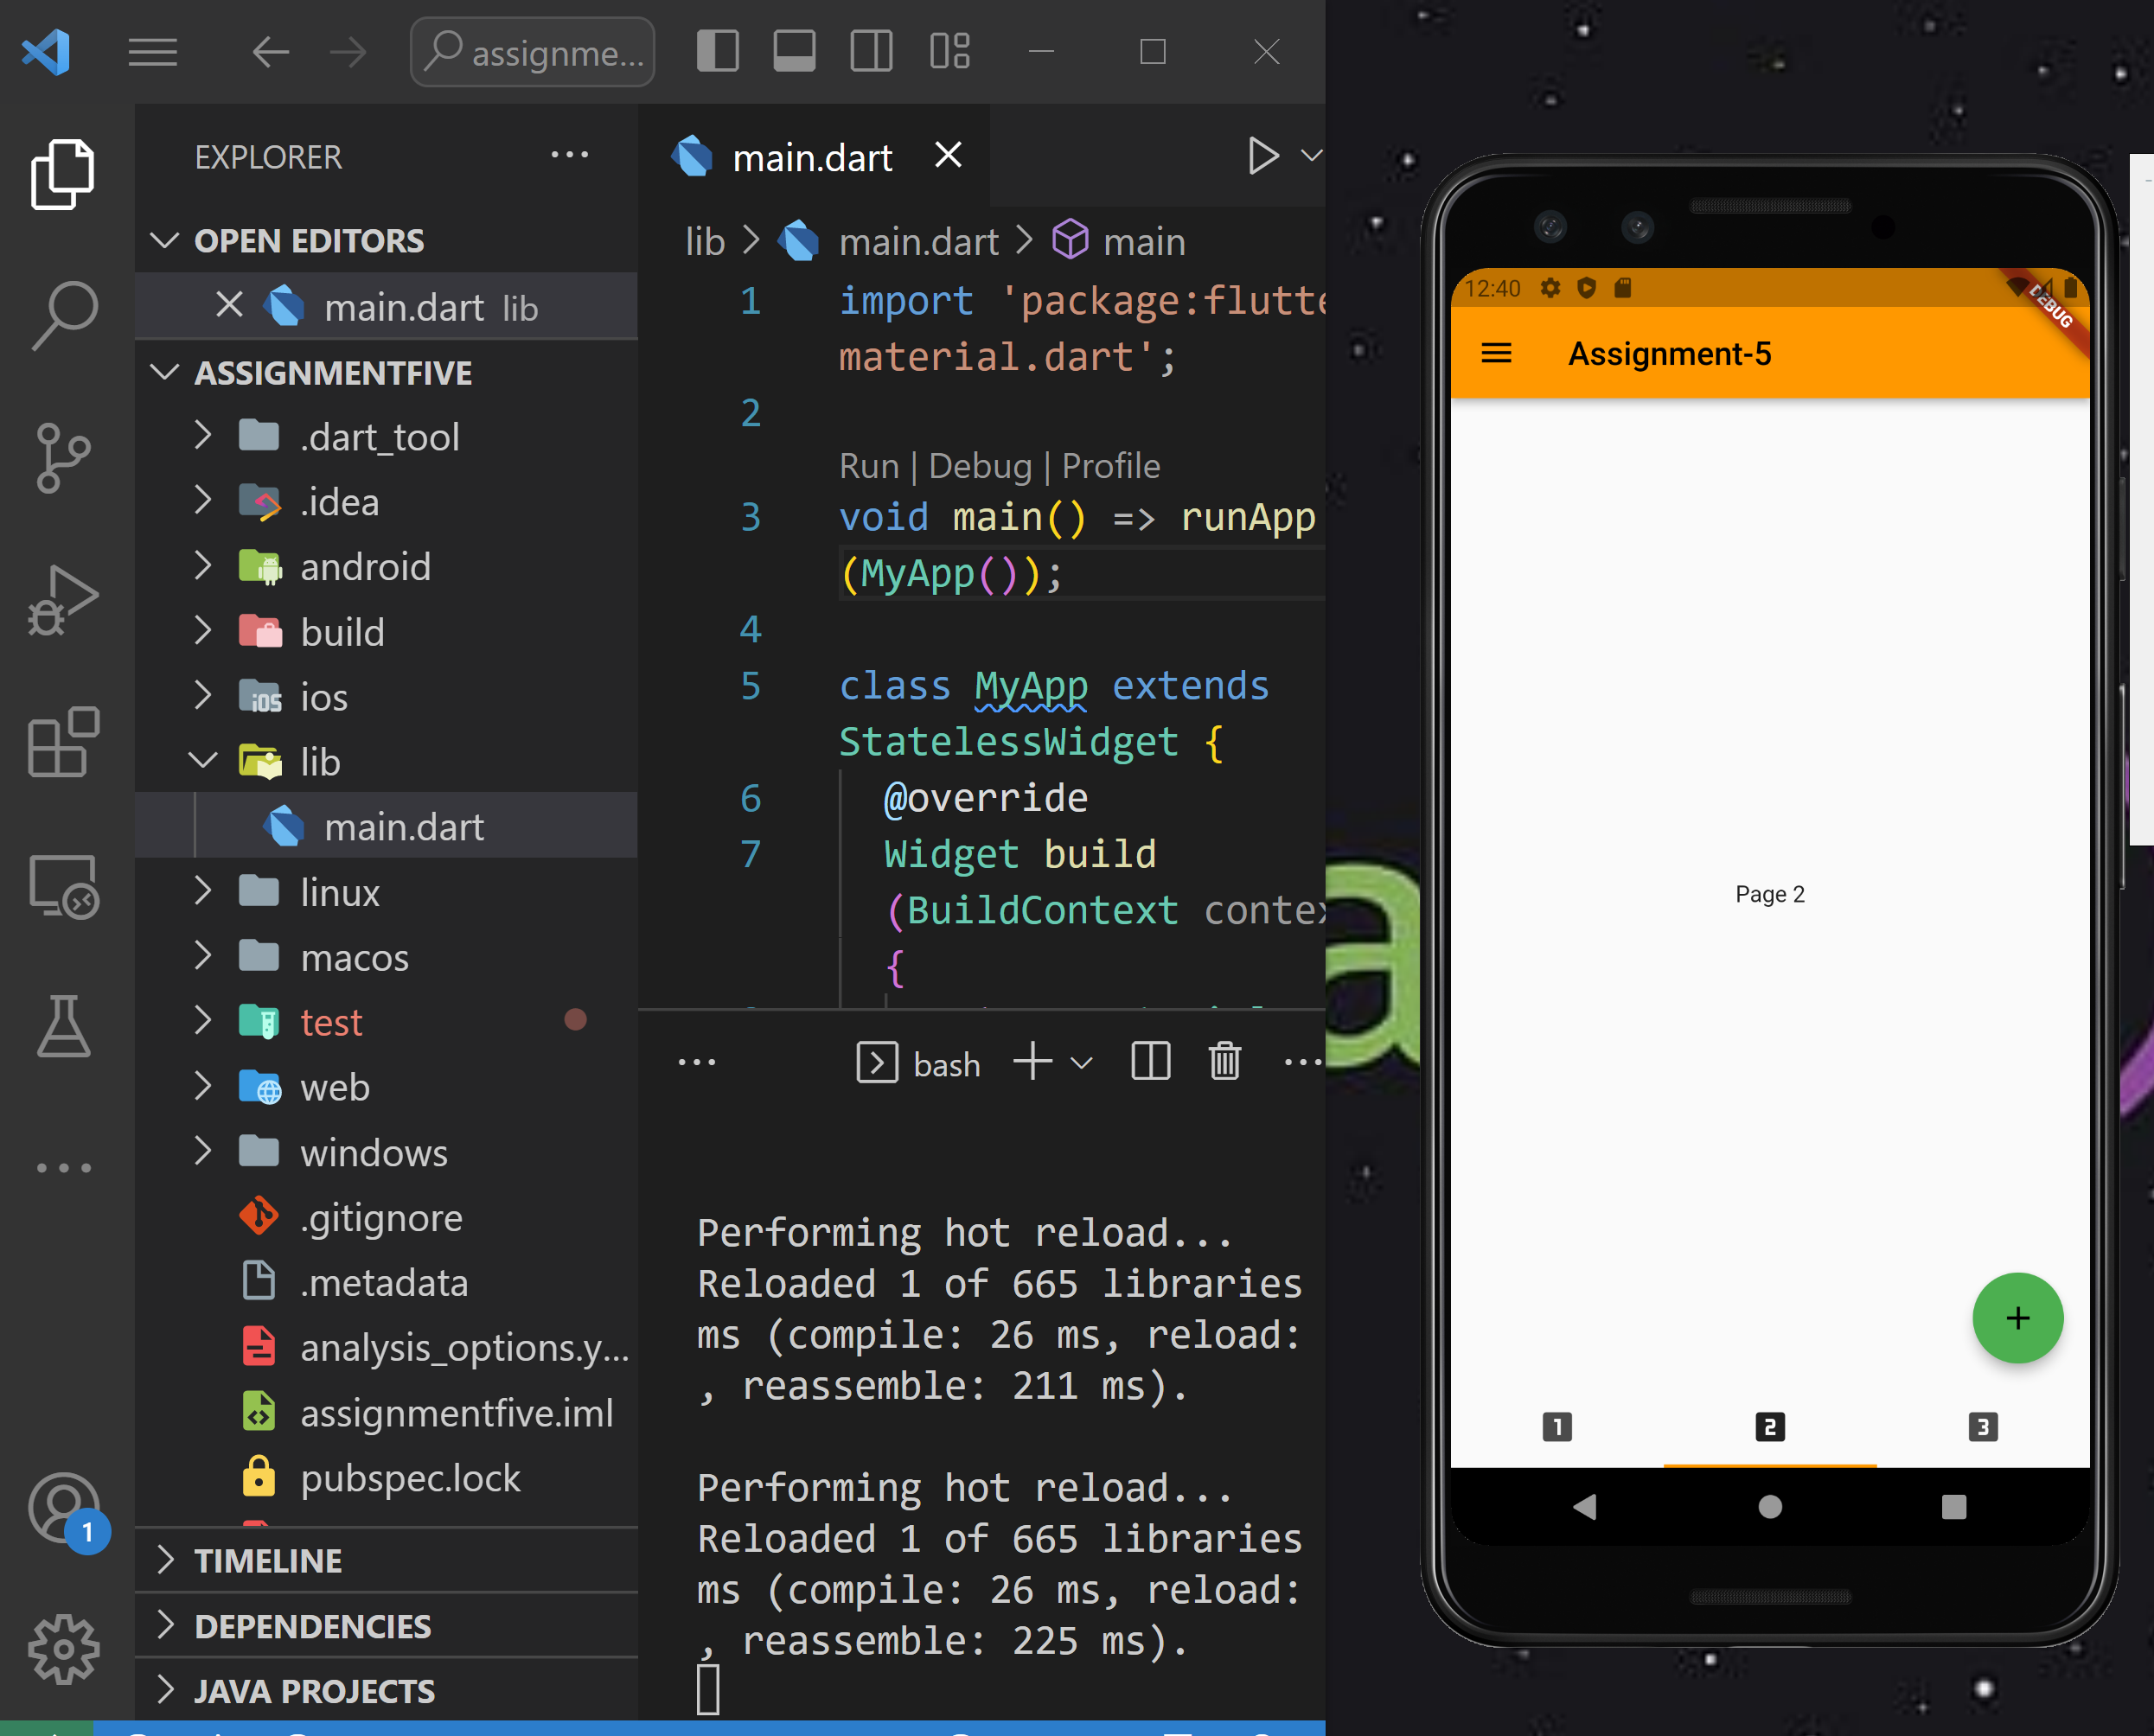 assignme...
EXPLORER
OPEN EDITORS
main.dart lib
ASSIGNMENTFIVE
.dart_tool
.idea
android
build
ios
lib
main.dart
linux
macos
test
web
windows
.gitignore
.metadata
analysis_options.y...
assignmentfive.iml
pubspec.lock
TIMELINE
DEPENDENCIES
JAVA PROJECTS
1
main.dart
lib > main.dart > main
1 import 'package:flutte
material.dart';
2
Run | Debug | Profile
3 void main() => runApp
(MyApp());
4
5 class MyApp extends
StatelessWidget {
6 @override
7 Widget build
(BuildContext contex
{
bash
Performing hot reload...
Reloaded 1 of 665 libraries
ms (compile: 26 ms, reload:
, reassemble: 211 ms).
Performing hot reload...
Reloaded 1 of 665 libraries
ms (compile: 26 ms, reload:
, reassemble: 225 ms).
12:40
DEBUG
Assignment-5
Page 2
1 2 3
a